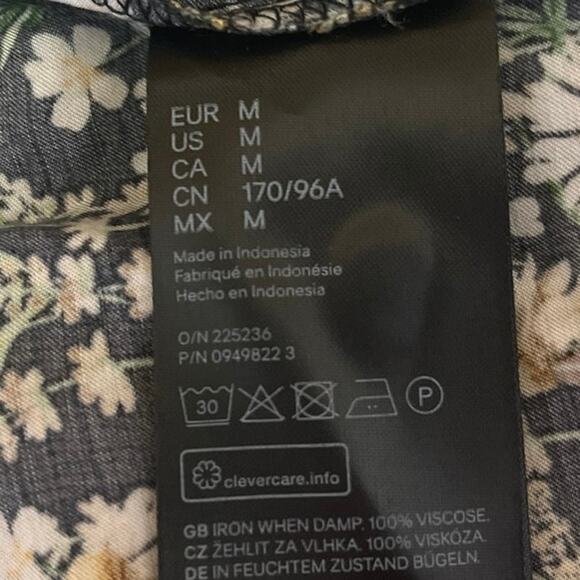 EUR M
US M
CA M
CN 170/96A
MX M
Made in Indonesia
Fabriqué en Indonésie
Hecho en Indonesia
O/N 225236
P/N 0949822 3
30 P
clevercare.info
GB IRON WHEN DAMP. 100% VISCOSE.
CZ ŽEHLIT ZA VLHKA. 100% VISKÓZA.
DE IN FEUCHTEM ZUSTAND BÜGELN.